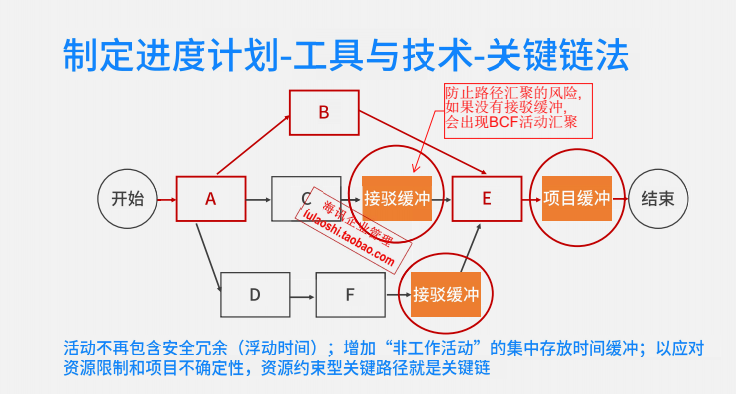 制定进度计划-工具与技术-关键链法
防止路径汇聚的风险,
如果没有接驳缓冲,
会出现BCF活动汇聚
B
开始
A
C
接驳缓冲
E
项目缓冲
结束
海讯企业管理
iulaoshi.taobao.com
D
F
接驳缓冲
活动不再包含安全冗余（浮动时间）；增加“非工作活动”的集中存放时间缓冲；以应对
资源限制和项目不确定性，资源约束型关键路径就是关键链